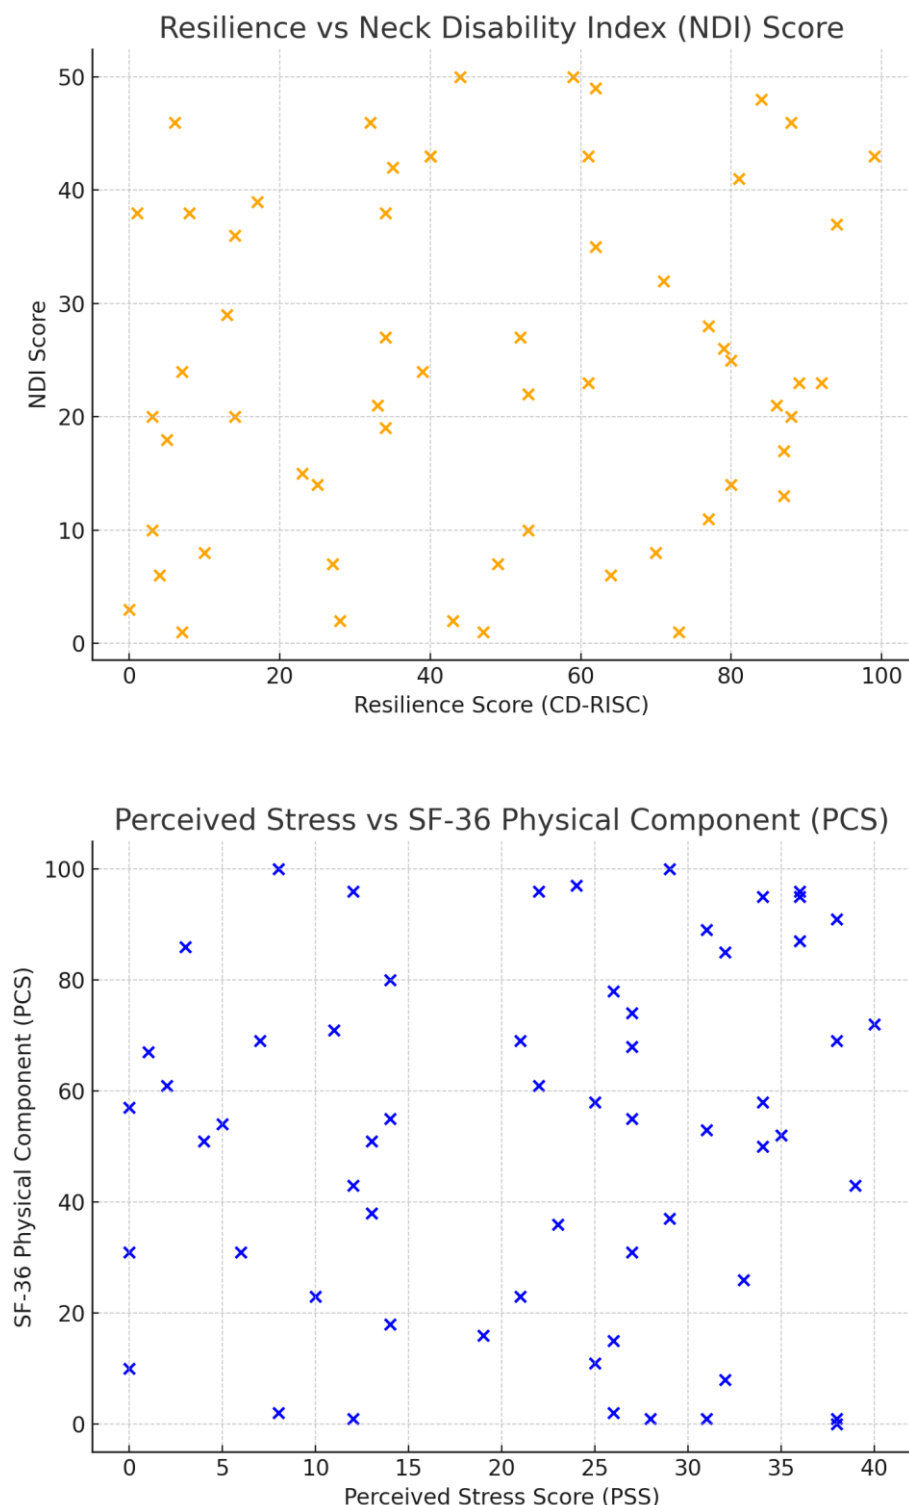 Resilience vs Neck Disability Index (NDI) Score
50
40
30
20
10
0
NDI Score
0 20 40 60 80 100
Resilience Score (CD-RISC)
Perceived Stress vs SF-36 Physical Component (PCS)
100
80
60
40
20
0
SF-36 Physical Component (PCS)
0 5 10 15 20 25 30 35 40
Perceived Stress Score (PSS)